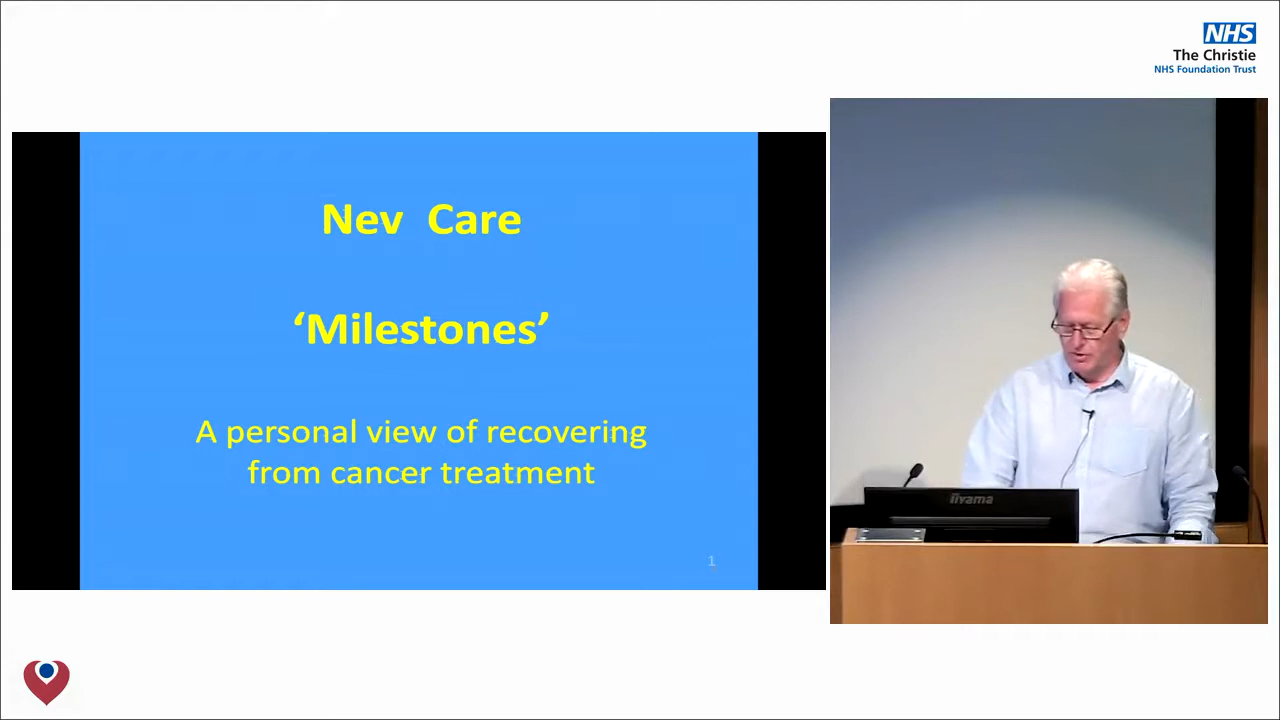 NHS
The Christie
NHS Foundation Trust
Nev Care
‘Milestones’
A personal view of recovering
from cancer treatment
1
iiyama